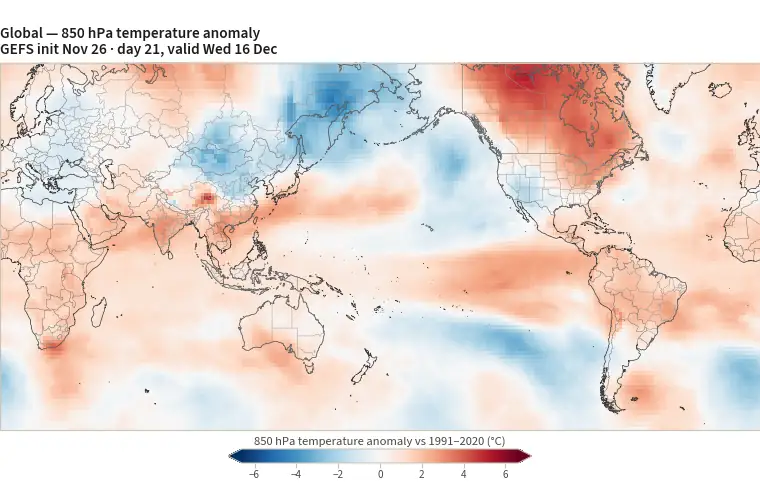 Global — 850 hPa temperature anomaly
GEFS init Nov 26 · day 21, valid Wed 16 Dec
850 hPa temperature anomaly vs 1991–2020 (°C)
−6 −4 −2 0 2 4 6